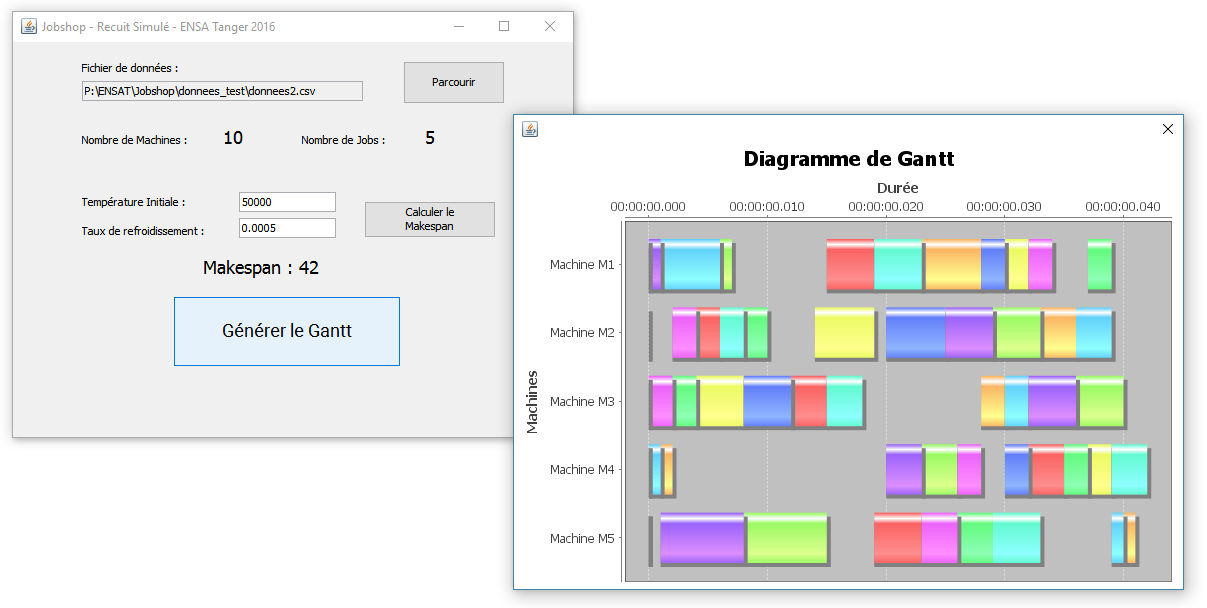 Jobshop - Recuit Simulé - ENSA Tanger 2016
Fichier de données :
P:\ENSAT\Jobshop\donnees_test\donnees2.csv
Parcourir
Nombre de Machines : 10 Nombre de Jobs : 5
Température Initiale : 50000
Taux de refroidissement : 0.0005
Calculer le
Makespan
Makespan : 42
Générer le Gantt
Diagramme de Gantt
Durée
00:00:00.000 00:00:00.010 00:00:00.020 00:00:00.030 00:00:00.040
Machines
Machine M1
Machine M2
Machine M3
Machine M4
Machine M5